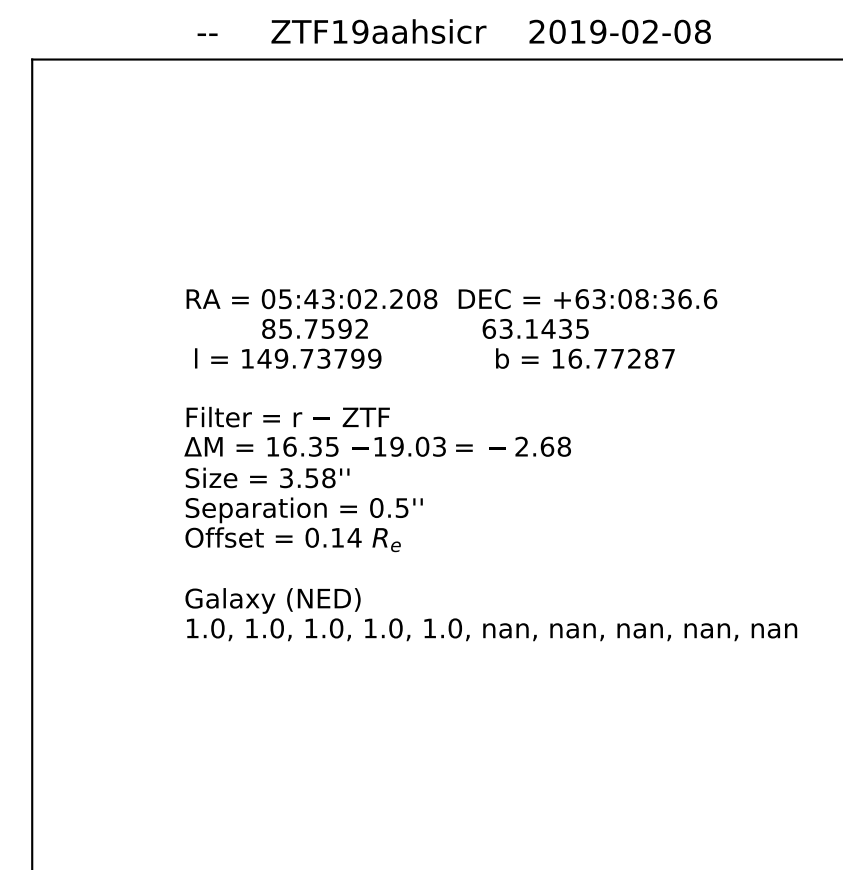 -- ZTF19aahsicr 2019-02-08
RA = 05:43:02.208 DEC = +63:08:36.6
85.7592 63.1435
l = 149.73799 b = 16.77287
Filter = r − ZTF
ΔM = 16.35 −19.03 = − 2.68
Size = 3.58''
Separation = 0.5''
Offset = 0.14 Re
Galaxy (NED)
1.0, 1.0, 1.0, 1.0, 1.0, nan, nan, nan, nan, nan